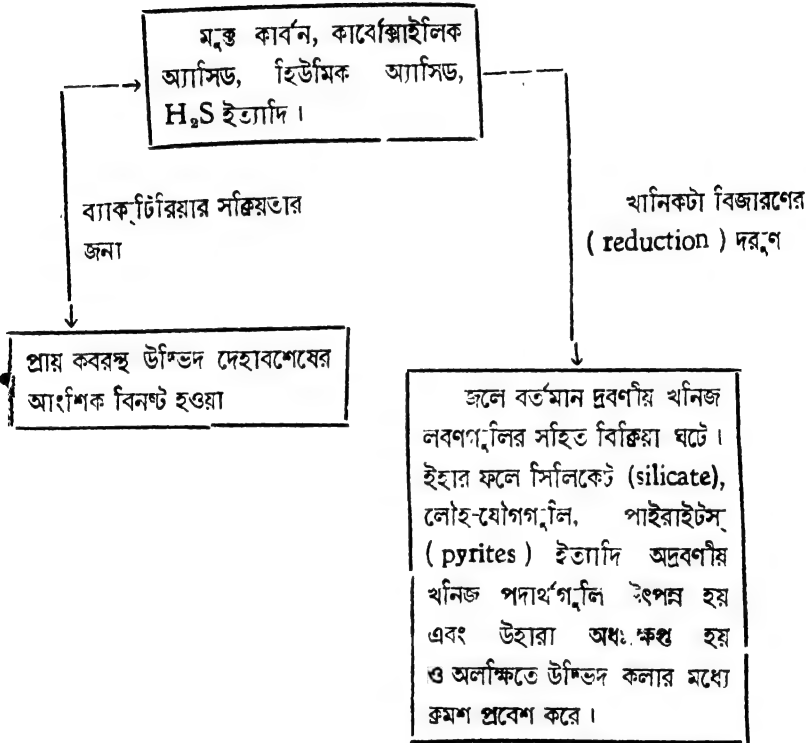 মুক্ত কার্বন, কার্বোক্সাইলিক
অ্যাসিড, হিউমিক অ্যাসিড,
H₂S ইত্যাদি।
ব্যাক্‌টিরিয়ার সক্রিয়তার
জন্য
খানিকটা বিজারণের
( reduction ) দরুণ
প্রায় কবরস্থ উদ্ভিদ দেহাবশেষের
আংশিক বিনষ্ট হওয়া
জলে বর্তমান দ্রবণীয় খনিজ
লবণগুলির সহিত বিক্রিয়া ঘটে।
ইহার ফলে সিলিকেট (silicate),
লৌহ-যৌগগুলি, পাইরাইটস্
( pyrites ) ইত্যাদি অদ্রবণীয়
খনিজ পদার্থগুলি উৎপন্ন হয়
এবং উহারা অধঃক্ষিপ্ত হয়
ও অলক্ষিতে উদ্ভিদ কলার মধ্যে
ক্রমশ প্রবেশ করে।